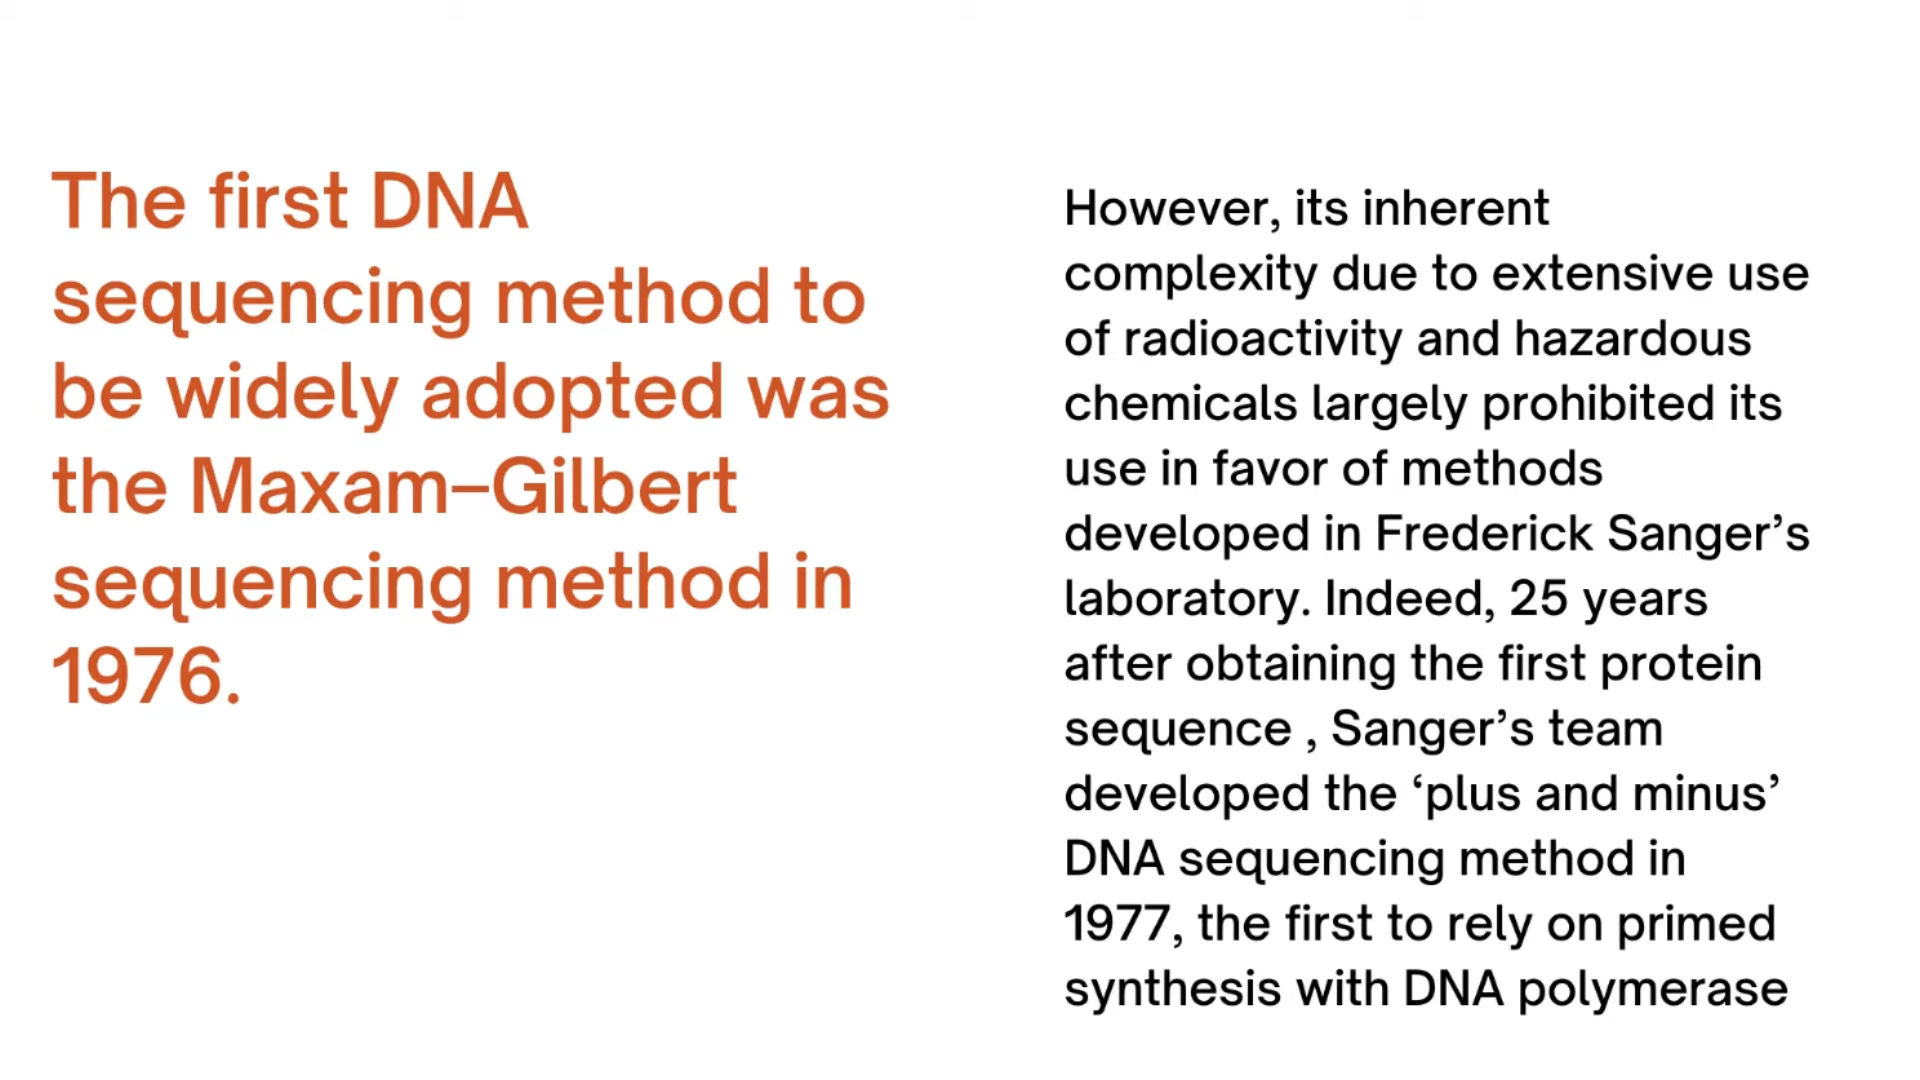 The first DNA
sequencing method to
be widely adopted was
the Maxam–Gilbert
sequencing method in
1976.
However, its inherent
complexity due to extensive use
of radioactivity and hazardous
chemicals largely prohibited its
use in favor of methods
developed in Frederick Sanger’s
laboratory. Indeed, 25 years
after obtaining the first protein
sequence , Sanger’s team
developed the ‘plus and minus’
DNA sequencing method in
1977, the first to rely on primed
synthesis with DNA polymerase